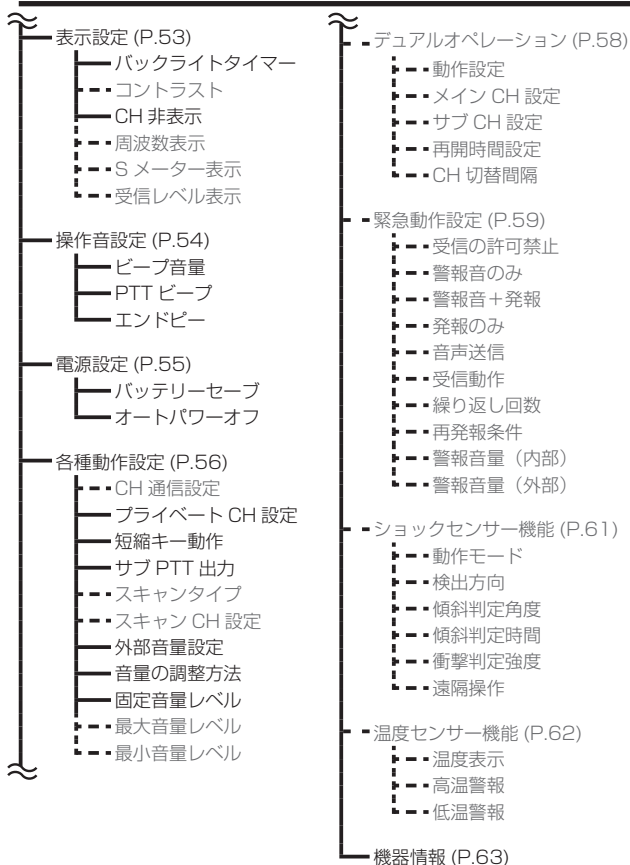 表示設定 (P.53)
バックライトタイマー
コントラスト
CH 非表示
周波数表示
S メーター表示
受信レベル表示
操作音設定 (P.54)
ビープ音量
PTT ビープ
エンドピー
電源設定 (P.55)
バッテリーセーブ
オートパワーオフ
各種動作設定 (P.56)
CH 通信設定
プライベート CH 設定
短縮キー動作
サブ PTT 出力
スキャンタイプ
スキャン CH 設定
外部音量設定
音量の調整方法
固定音量レベル
最大音量レベル
最小音量レベル
デュアルオペレーション (P.58)
動作設定
メイン CH 設定
サブ CH 設定
再開時間設定
CH 切替間隔
緊急動作設定 (P.59)
受信の許可禁止
警報音のみ
警報音＋発報
発報のみ
音声送信
受信動作
繰り返し回数
再発報条件
警報音量（内部）
警報音量（外部）
ショックセンサー機能 (P.61)
動作モード
検出方向
傾斜判定角度
傾斜判定時間
衝撃判定強度
遠隔操作
温度センサー機能 (P.62)
温度表示
高温警報
低温警報
機器情報 (P.63)